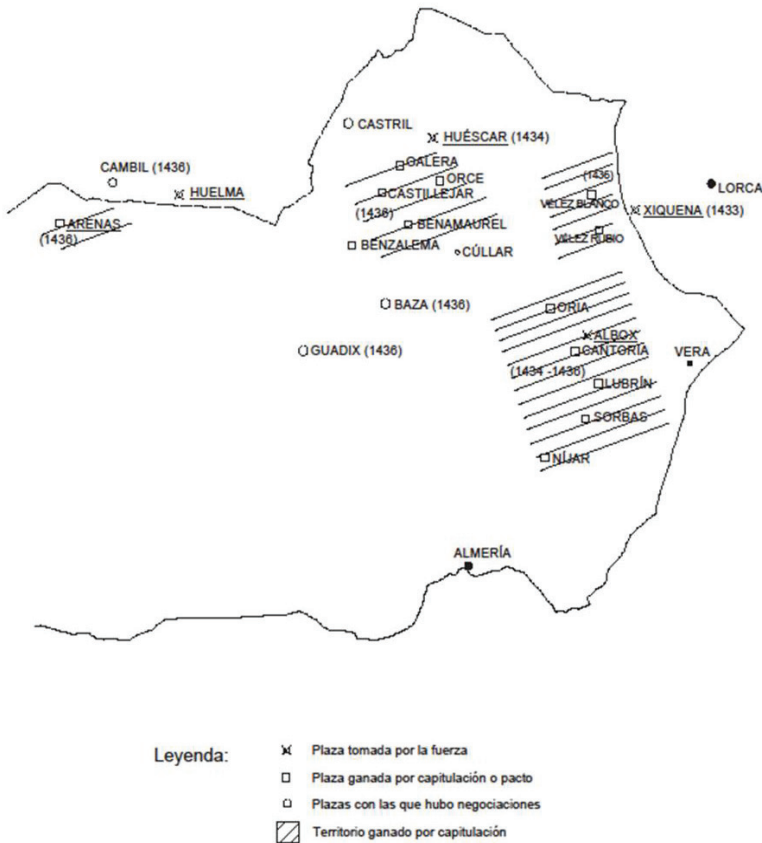 CASTRIL
HUÉSCAR (1434)
CAMBIL (1436)
GALERA
ORCE
HUELMA
CASTILLEJAR
(1436)
(1436)
VÉLEZ BLANCO
LORCA
XIQUENA (1433)
ARENAS
(1436)
BENAMAUREL
VÉLEZ RUBIO
BENZALEMA
CÚLLAR
BAZA (1436)
ORIA
ALBOX
GUADIX (1436)
CANTORIA
VERA
(1434 -1436)
LUBRÍN
SORBAS
NÍJAR
ALMERÍA
Leyenda:
Plaza tomada por la fuerza
Plaza ganada por capitulación o pacto
Plazas con las que hubo negociaciones
Territorio ganado por capitulación